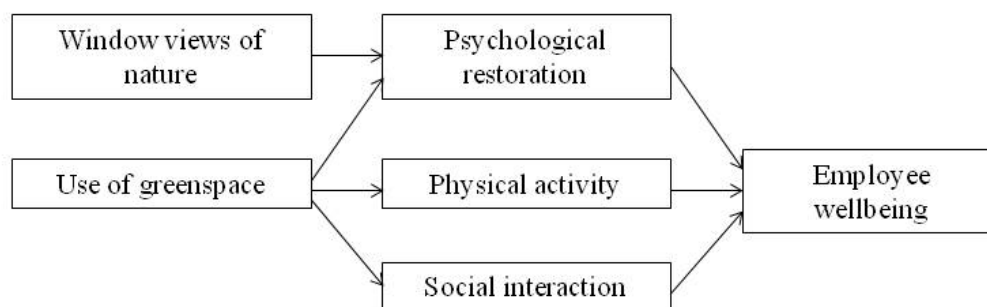 Window views of
nature
Psychological
restoration
Use of greenspace
Physical activity
Employee
wellbeing
Social interaction